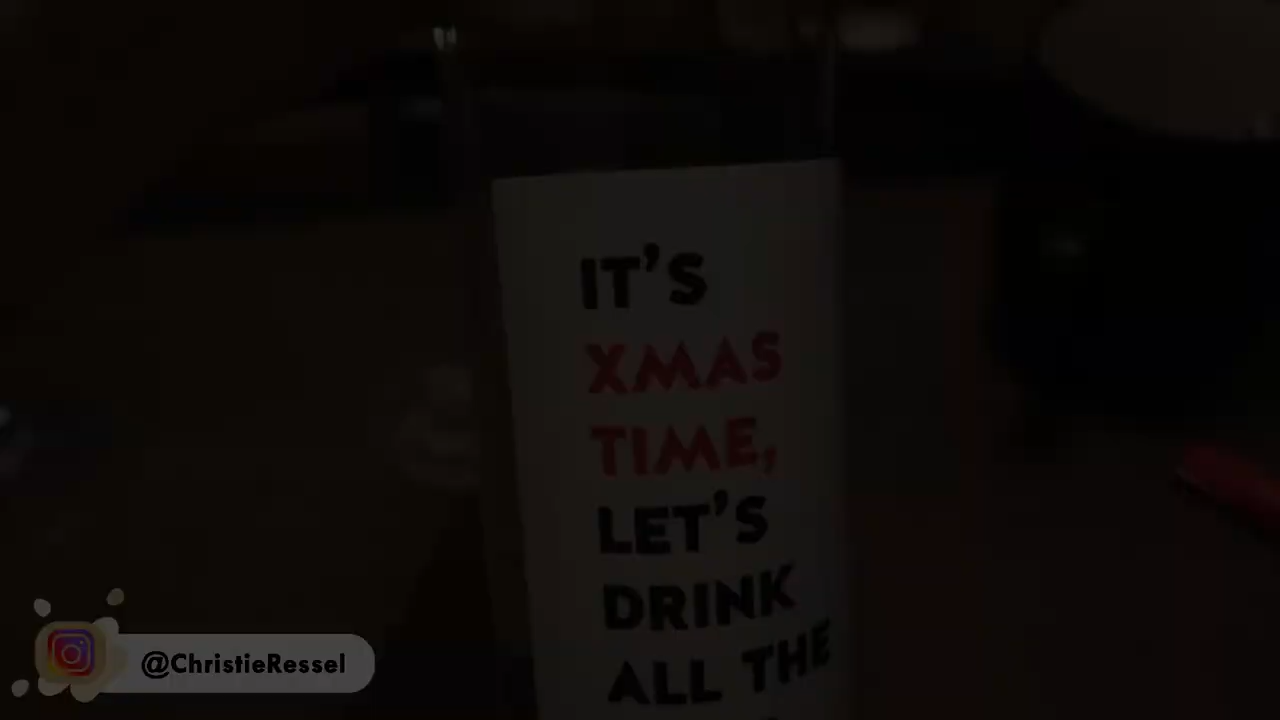 IT'S
XMAS
TIME,
LET'S
DRINK
ALL THE
@ChristieRessel